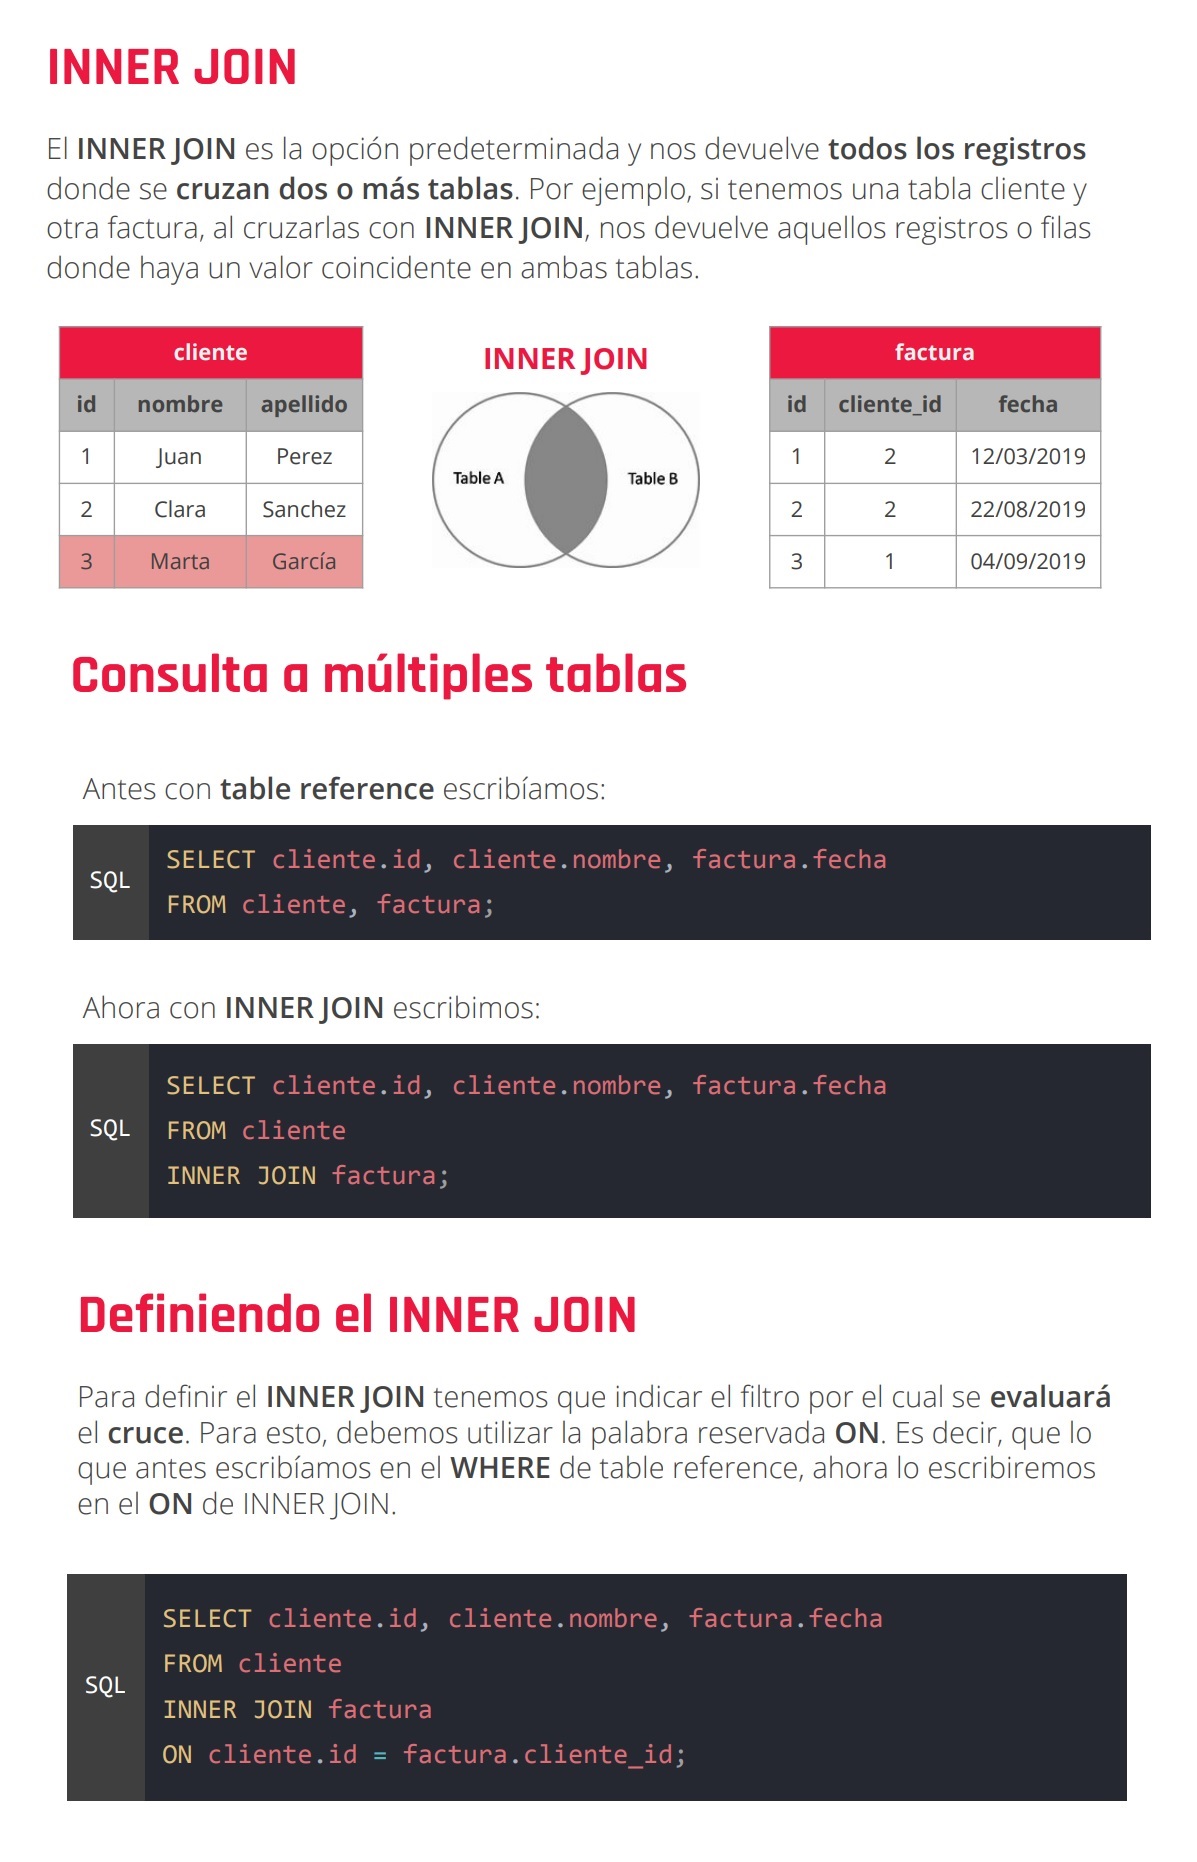 INNER JOIN
El INNER JOIN es la opción predeterminada y nos devuelve todos los registros
donde se cruzan dos o más tablas. Por ejemplo, si tenemos una tabla cliente y
otra factura, al cruzarlas con INNER JOIN, nos devuelve aquellos registros o filas
donde haya un valor coincidente en ambas tablas.
cliente
id nombre apellido
1 Juan Perez
2 Clara Sanchez
3 Marta García
INNER JOIN
Table A Table B
factura
id cliente_id fecha
1 2 12/03/2019
2 2 22/08/2019
3 1 04/09/2019
Consulta a múltiples tablas
Antes con table reference escribíamos:
SQL
SELECT cliente.id, cliente.nombre, factura.fecha
FROM cliente, factura;
Ahora con INNER JOIN escribimos:
SQL
SELECT cliente.id, cliente.nombre, factura.fecha
FROM cliente
INNER JOIN factura;
Definiendo el INNER JOIN
Para definir el INNER JOIN tenemos que indicar el filtro por el cual se evaluará
el cruce. Para esto, debemos utilizar la palabra reservada ON. Es decir, que lo
que antes escribíamos en el WHERE de table reference, ahora lo escribiremos
en el ON de INNER JOIN.
SQL
SELECT cliente.id, cliente.nombre, factura.fecha
FROM cliente
INNER JOIN factura
ON cliente.id = factura.cliente_id;